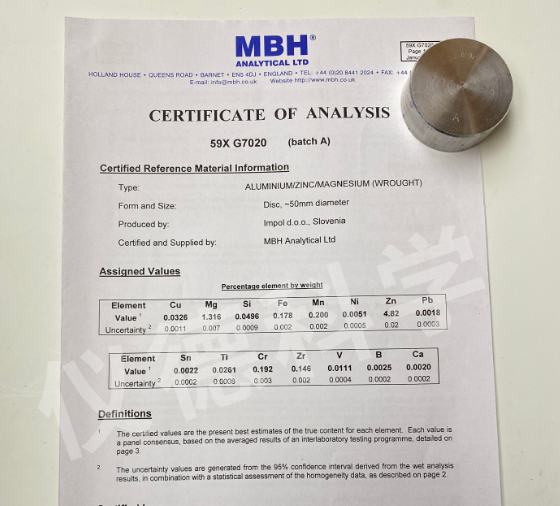 MBH®
ANALYTICAL LTD
59X G7020
Page
HOLLAND HOUSE • QUEENS ROAD • BARNET • EN5 4DJ • ENGLAND • TEL: +44 (0)20 8441 2024 • FAX: +44
E-mail: info@mbh.co.uk Website http://www.mbh.co.uk
CERTIFICATE OF ANALYSIS
59X G7020 (batch A)
Certified Reference Material Information
Type: ALUMINIUM/ZINC/MAGNESIUM (WROUGHT)
Form and Size: Disc, ~50mm diameter
Produced by: Impol d.o.o., Slovenia
Certified and Supplied by: MBH Analytical Ltd
Assigned Values
Percentage element by weight
Element Cu Mg Si Fe Mn Ni Zn Pb
Value 1 0.0326 1.316 0.0496 0.178 0.200 0.0051 4.82 0.0018
Uncertainty 2 0.0011 0.007 0.0009 0.002 0.002 0.0005 0.02 0.0003
Element Sn Ti Cr Zr V B Ca
Value 1 0.0022 0.0261 0.192 0.146 0.0111 0.0025 0.0020
Uncertainty 2 0.0002 0.0008 0.003 0.002 0.0004 0.0002 0.0002
Definitions
1 The certified values are the present best estimates of the true content for each element. Each value is
a panel consensus, based on the averaged results of an interlaboratory testing programme, detailed on
page 3.
2 The uncertainty values are generated from the 95% confidence interval derived from the wet analysis
results, in combination with a statistical assessment of the homogeneity data, as described on page 2.
仪德科学